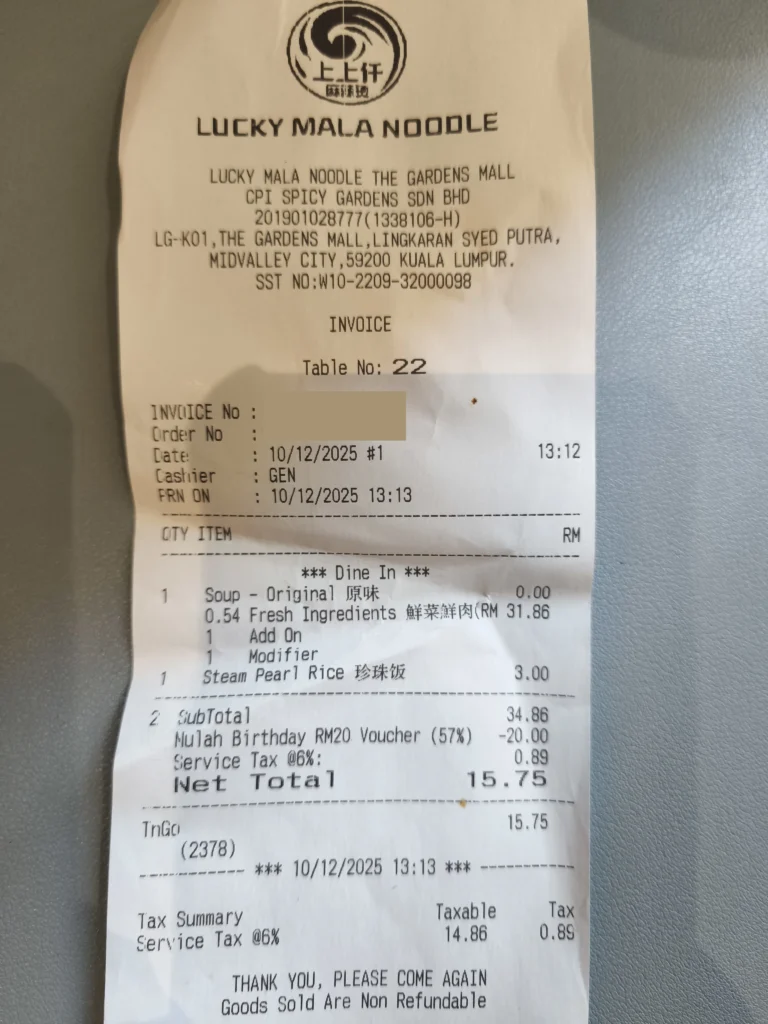 上上仟
麻辣烫
LUCKY MALA NOODLE
LUCKY MALA NOODLE THE GARDENS MALL
CPI SPICY GARDENS SDN BHD
201901028777(1338106-H)
LG-K01,THE GARDENS MALL,LINGKARAN SYED PUTRA,
MIDVALLEY CITY,59200 KUALA LUMPUR.
SST NO:W10-2209-32000098
INVOICE
Table No: 22
INVOICE No :
Order No :
Date : 10/12/2025 #1 13:12
Cashier : GEN
PRN ON : 10/12/2025 13:13
QTY ITEM RM
*** Dine In ***
1 Soup - Original 原味 0.00
0.54 Fresh Ingredients 鮮菜鮮肉(RM 31.86
1 Add On
1 Modifier
1 Steam Pearl Rice 珍珠饭 3.00
2 SubTotal 34.86
Nulah Birthday RM20 Voucher (57%) -20.00
Service Tax @6%: 0.89
Net Total 15.75
TnGo 15.75
(2378)
----------- *** 10/12/2025 13:13 *** -----------
Tax Summary Taxable Tax
Service Tax @6% 14.86 0.89
THANK YOU, PLEASE COME AGAIN
Goods Sold Are Non Refundable